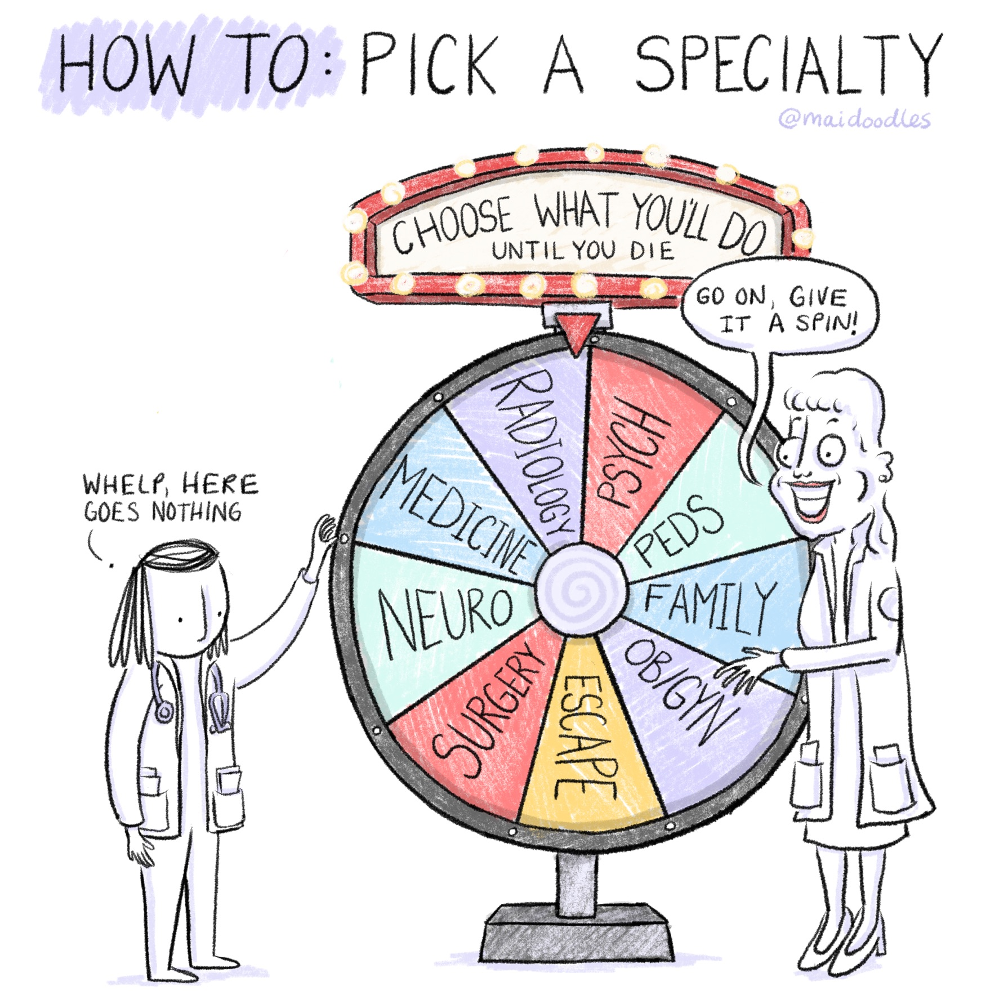 HOW TO: PICK A SPECIALTY
@maidoodles
CHOOSE WHAT YOU'LL DO
UNTIL YOU DIE
GO ON, GIVE
IT A SPIN!
RADIOLOGY
PSYCH
PEDS
FAMILY
OB/GYN
ESCAPE
SURGERY
NEURO
MEDICINE
WHELP, HERE
GOES NOTHING